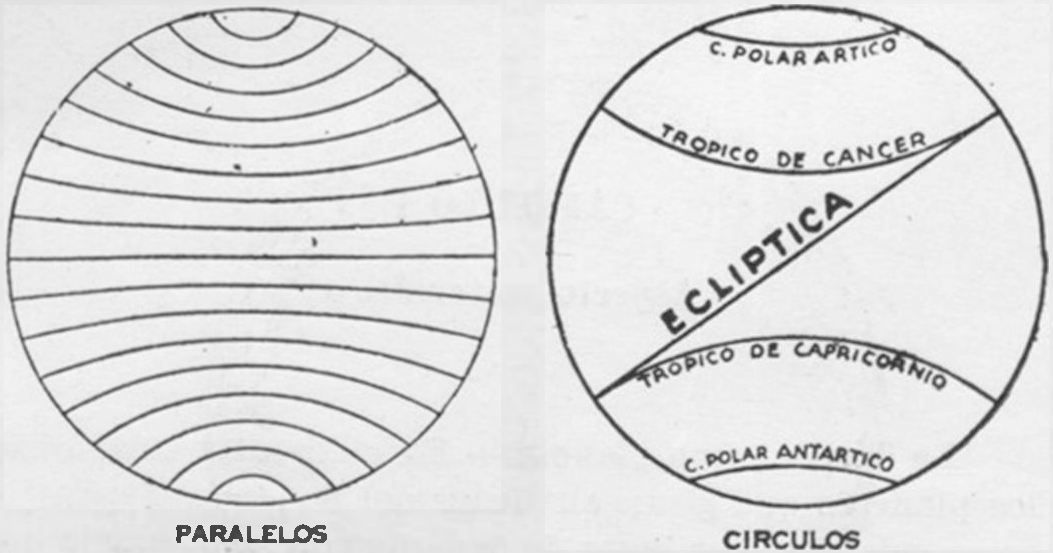 C. POLAR ARTICO
TROPICO DE CANCER
ECLIPTICA
TROPICO DE CAPRICORNIO
C. POLAR ANTARTICO
PARALELOS
CIRCULOS